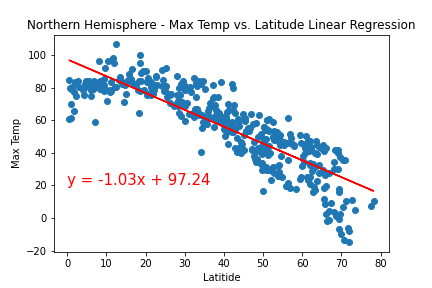 Northern Hemisphere - Max Temp vs. Latitude Linear Regression
100
80
60
40
20
0
−20
Max Temp
y = -1.03x + 97.24
0 10 20 30 40 50 60 70 80
Latitide